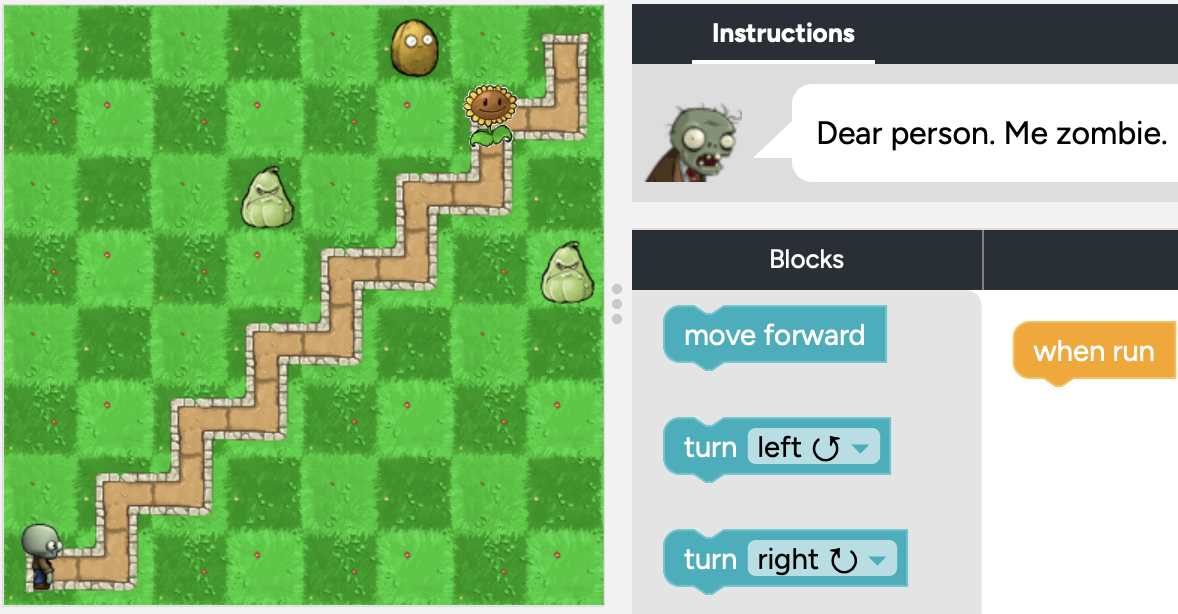 Instructions
Dear person. Me zombie.
Blocks
move forward
when run
turn left
turn right